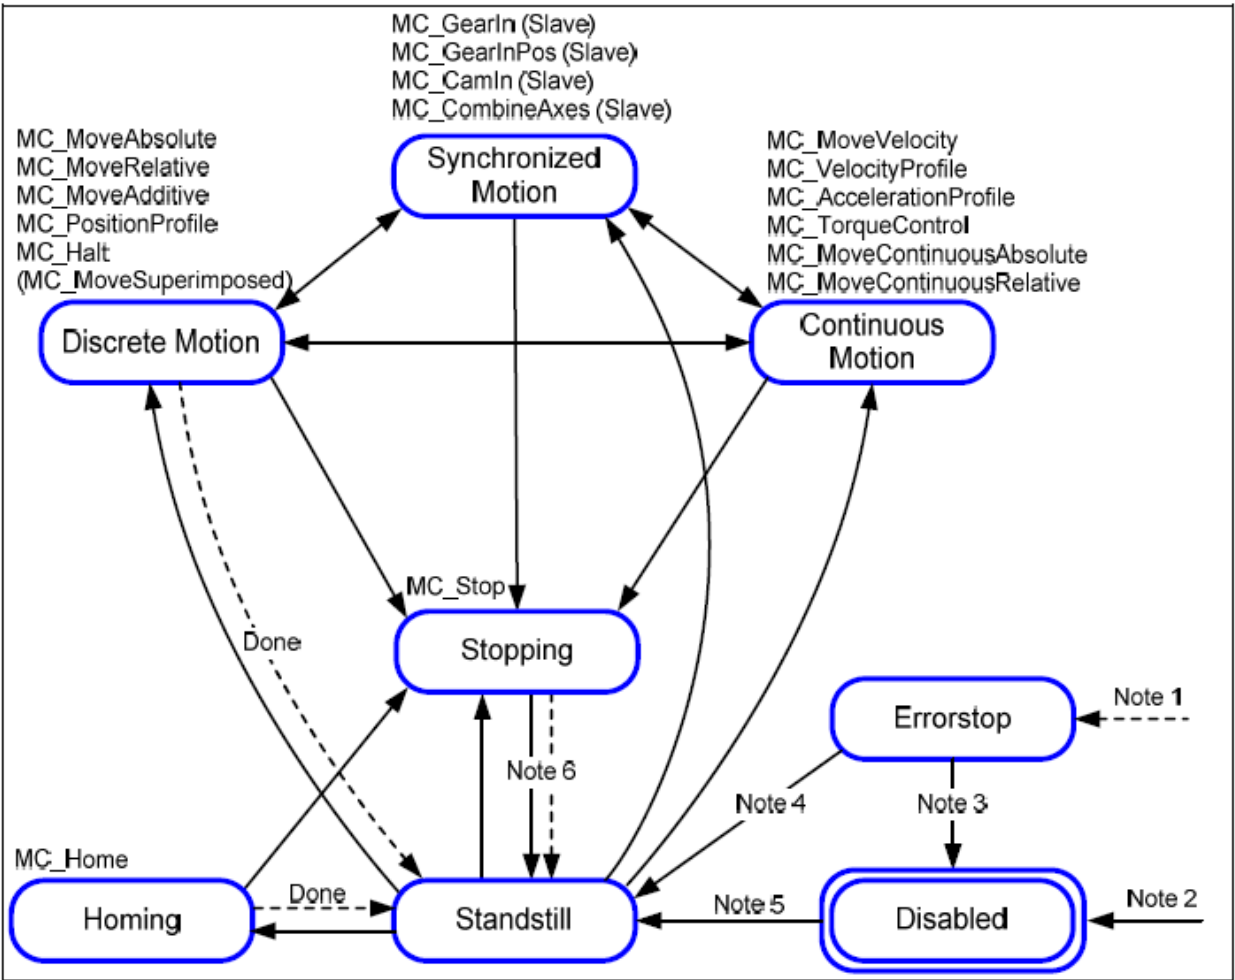 MC_GearIn (Slave)
MC_GearInPos (Slave)
MC_CamIn (Slave)
MC_CombineAxes (Slave)
MC_MoveAbsolute
MC_MoveRelative
MC_MoveAdditive
MC_PositionProfile
MC_Halt
(MC_MoveSuperimposed)
Synchronized
Motion
MC_MoveVelocity
MC_VelocityProfile
MC_AccelerationProfile
MC_TorqueControl
MC_MoveContinuousAbsolute
MC_MoveContinuousRelative
Discrete Motion
Continuous
Motion
MC_Stop
Stopping
Done
Errorstop
Note 1
Note 6
Note 4
Note 3
MC_Home
Homing
Done
Standstill
Note 5
Disabled
Note 2